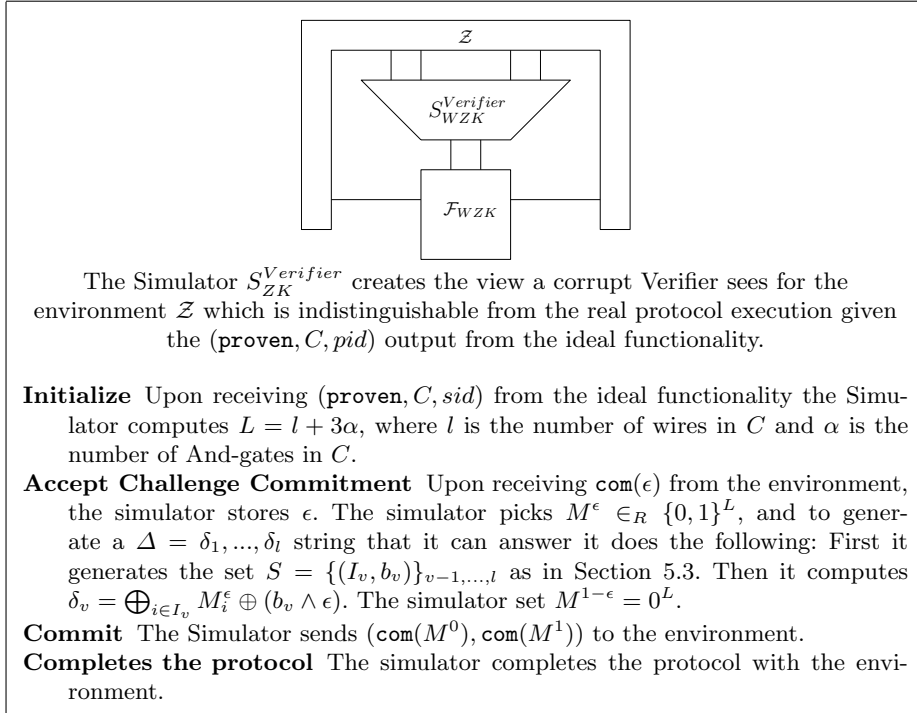 𝒵
S_{WZK}^{Verifier}
ℱ_{WZK}
The Simulator S_{ZK}^{Verifier} creates the view a corrupt Verifier sees for the
environment 𝒵 which is indistinguishable from the real protocol execution given
the (proven, C, pid) output from the ideal functionality.
Initialize Upon receiving (proven, C, sid) from the ideal functionality the Simu-
lator computes L = l + 3α, where l is the number of wires in C and α is the
number of And-gates in C.
Accept Challenge Commitment Upon receiving com(ϵ) from the environment,
the simulator stores ϵ. The simulator picks M^ϵ ∈_R {0, 1}^L, and to gener-
ate a Δ = δ_1, ..., δ_l string that it can answer it does the following: First it
generates the set S = {(I_v, b_v)}_{v−1,...,l} as in Section 5.3. Then it computes
δ_v = ⊕_{i∈I_v} M_i^ϵ ⊕ (b_v ∧ ϵ). The simulator set M^{1−ϵ} = 0^L.
Commit The Simulator sends (com(M^0), com(M^1)) to the environment.
Completes the protocol The simulator completes the protocol with the envi-
ronment.